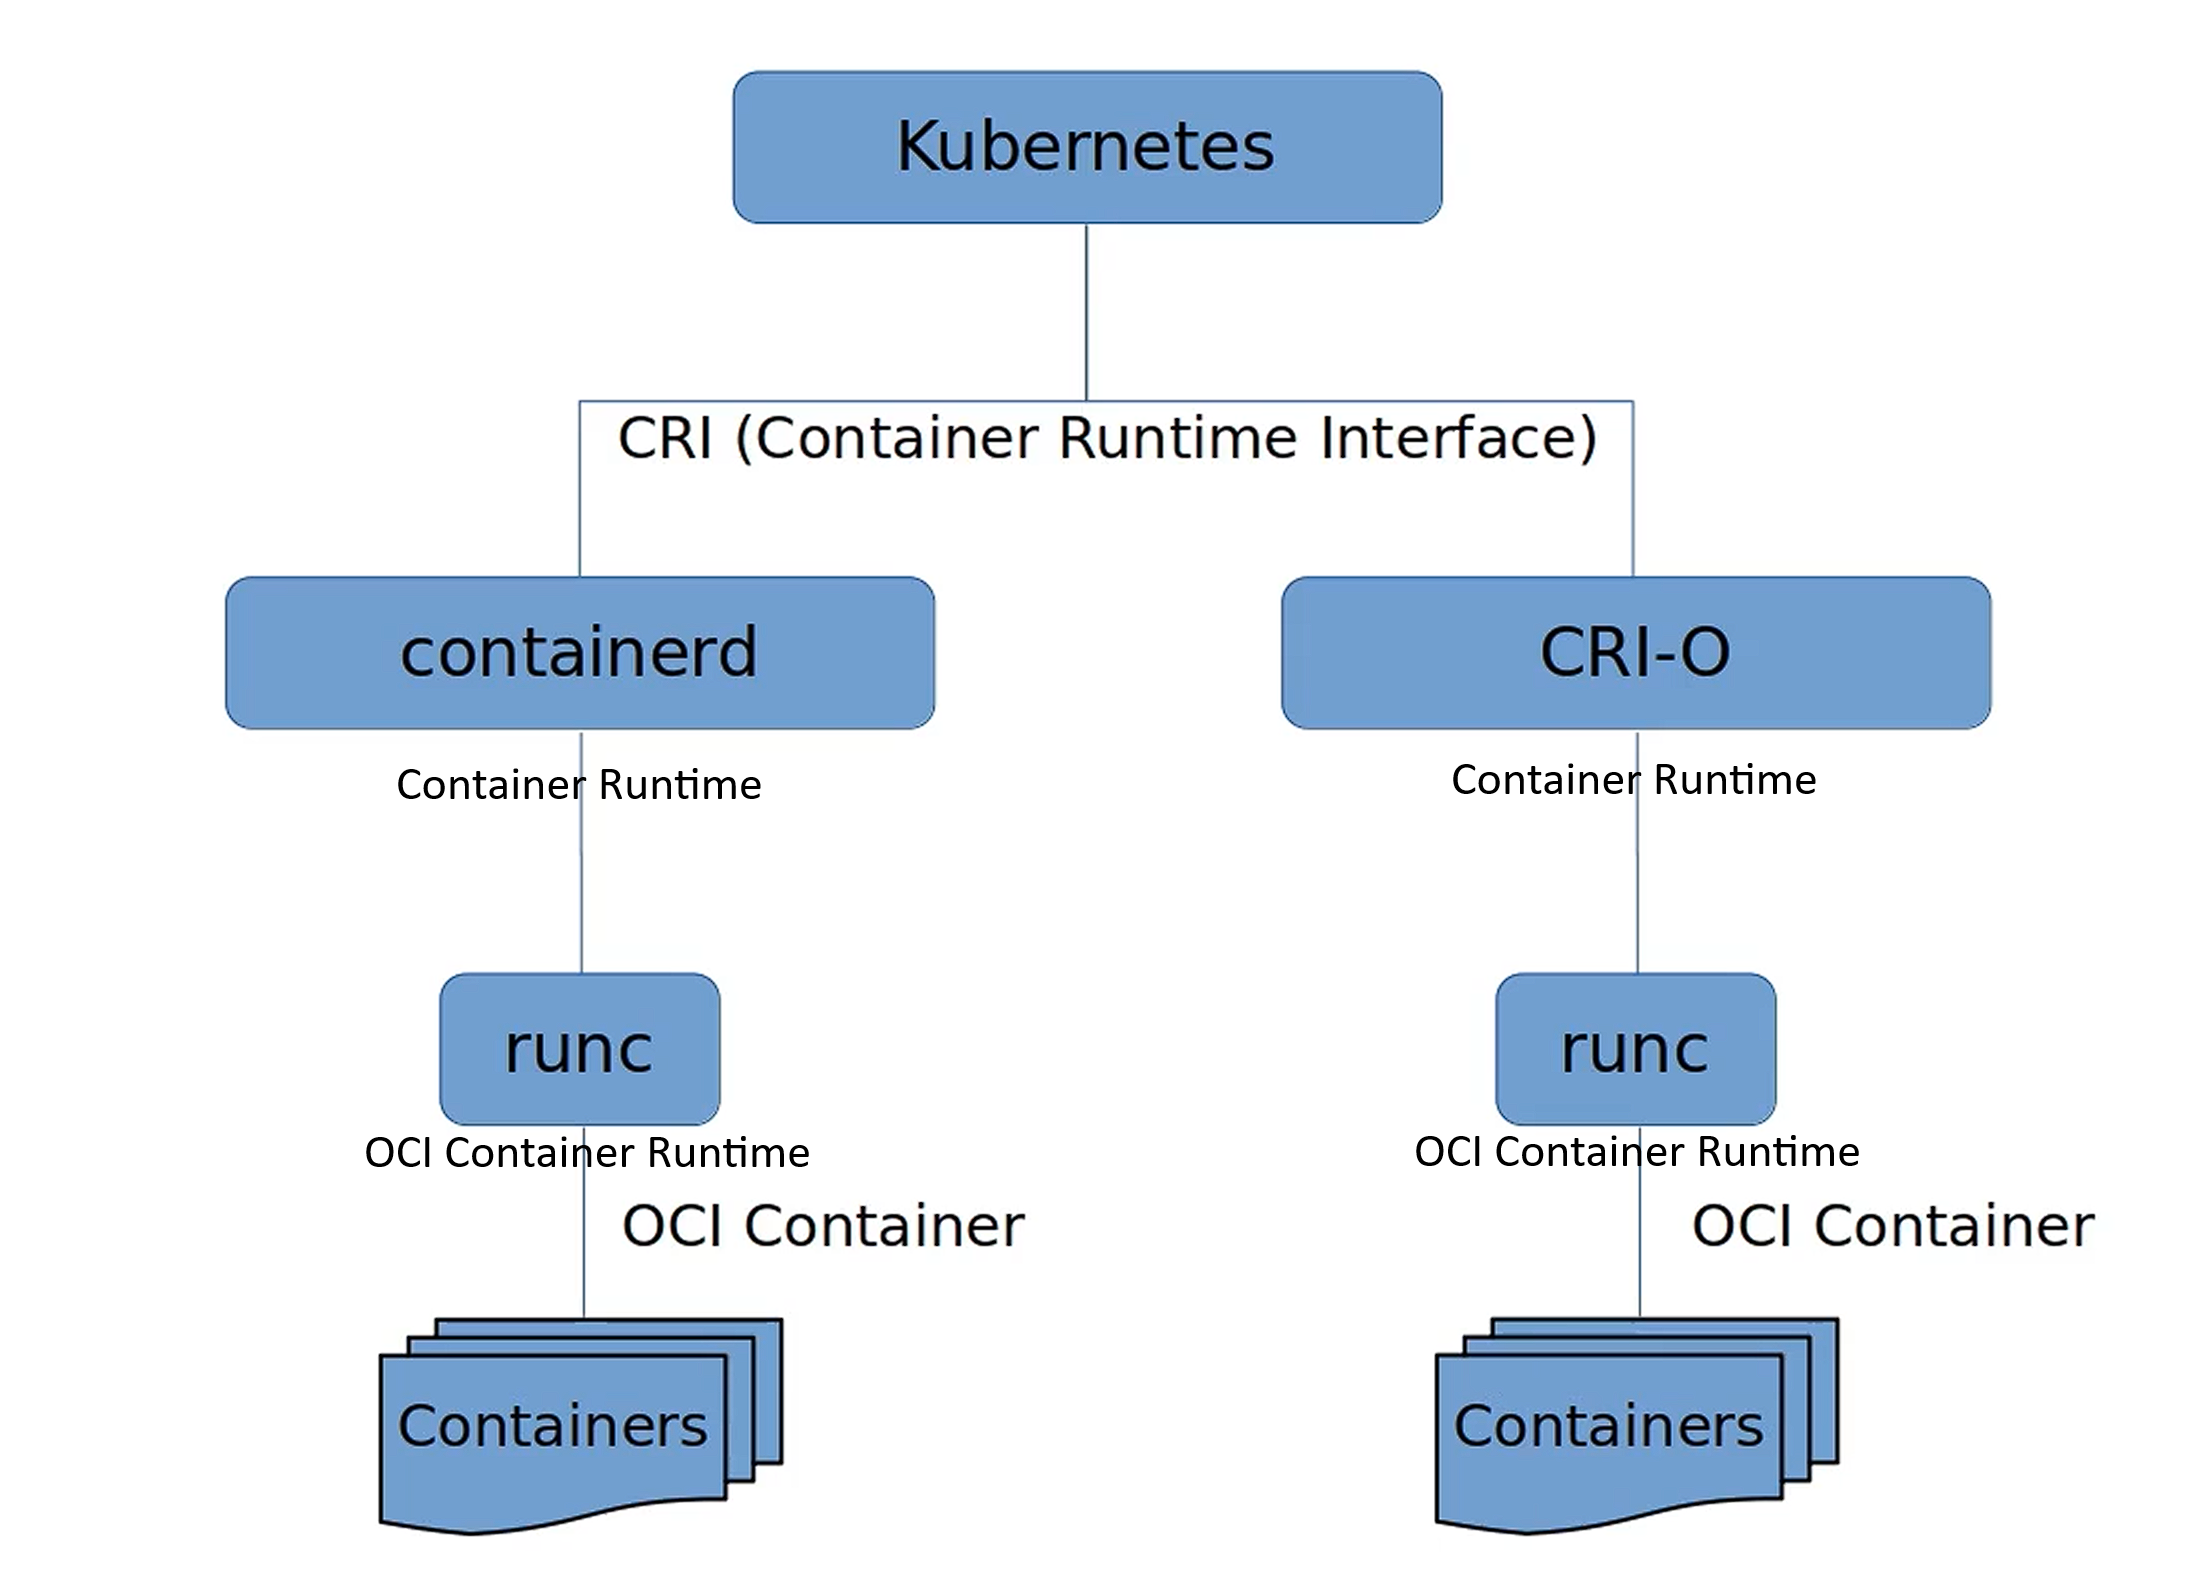 Kubernetes
CRI (Container Runtime Interface)
containerd
CRI-O
Container Runtime
Container Runtime
runc
runc
OCI Container Runtime
OCI Container Runtime
OCI Container
OCI Container
Containers
Containers